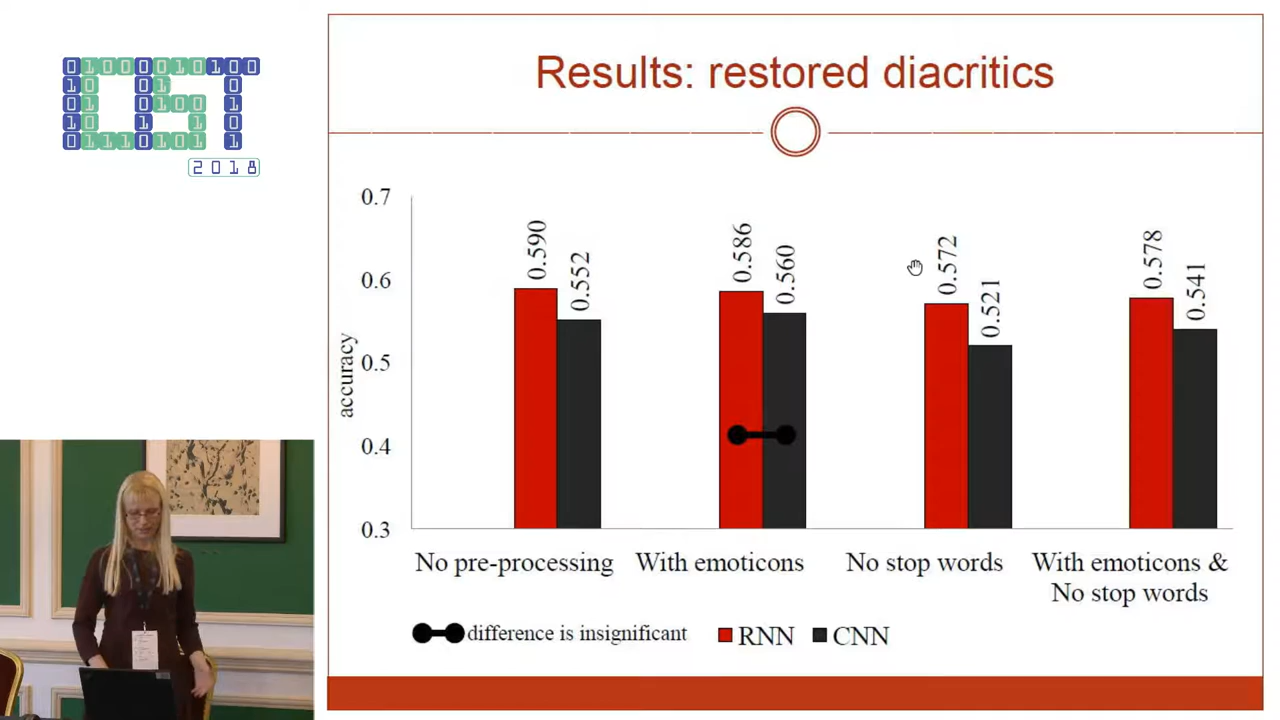 2018
Results: restored diacritics
0.7
0.6
0.5
0.4
0.3
accuracy
0.590
0.552
0.586
0.560
0.572
0.521
0.578
0.541
No pre-processing
With emoticons
No stop words
With emoticons &
No stop words
difference is insignificant
RNN
CNN